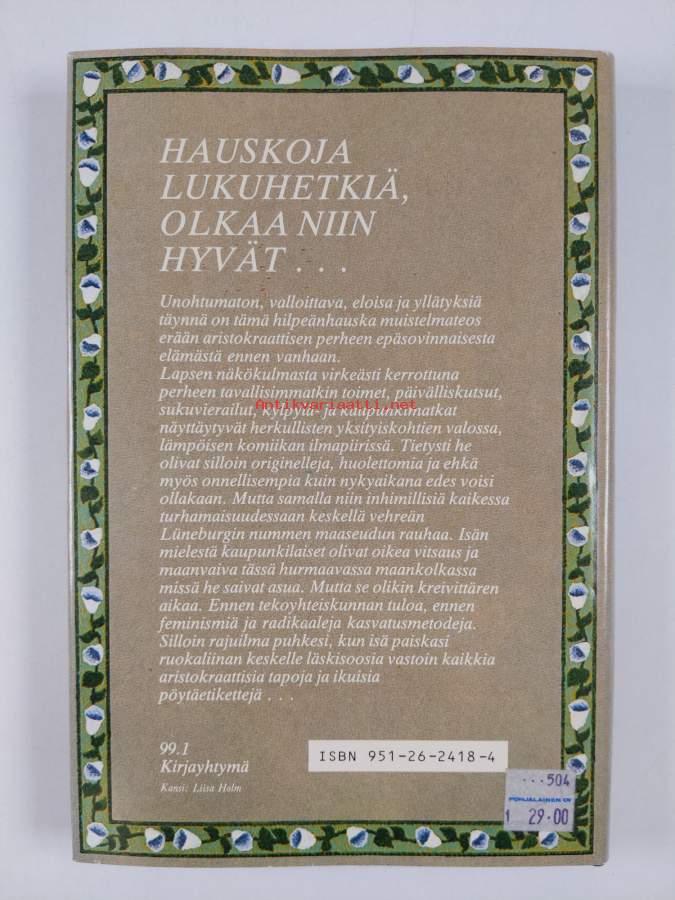 HAUSKOJA
LUKUHETKIÄ,
OLKAA NIIN
HYVÄT . . .
Unohtumaton, valloittava, eloisa ja yllätyksiä
täynnä on tämä hilpeänhauska muistelmateos
erään aristokraattisen perheen epäsovinnaisesta
elämästä ennen vanhaan.
Lapsen näkökulmasta virkeästi kerrottuna
perheen tavallisimmatkin toimet, päivälliskutsut,
sukuvierailut, kylpylä- ja kaupunkimatkat
Antikvariaatti.net
näyttäytyvät herkullisten yksityiskohtien valossa,
lämpöisen komiikan ilmapiirissä. Tietysti he
olivat silloin originelleja, huolettomia ja ehkä
myös onnellisempia kuin nykyaikana edes voisi
ollakaan. Mutta samalla niin inhimillisiä kaikessa
turhamaisuudessaan keskellä vehreän
Lüneburgin nummen maaseudun rauhaa. Isän
mielestä kaupunkilaiset olivat oikea vitsaus ja
maanvaiva tässä hurmaavassa maankolkassa
missä he saivat asua. Mutta se olikin kreivittären
aikaa. Ennen tekoyhteiskunnan tuloa, ennen
feminismiä ja radikaaleja kasvatusmetodeja.
Silloin rajuilma puhkesi, kun isä paiskasi
ruokaliinan keskelle läskisoosia vastoin kaikkia
aristokraattisia tapoja ja ikuisia
pöytäetikettejä . . .
99.1
Kirjayhtymä
Kansi: Liisa Holm
ISBN 951-26-2418-4
···504
POHJALAINEN OY
29·00